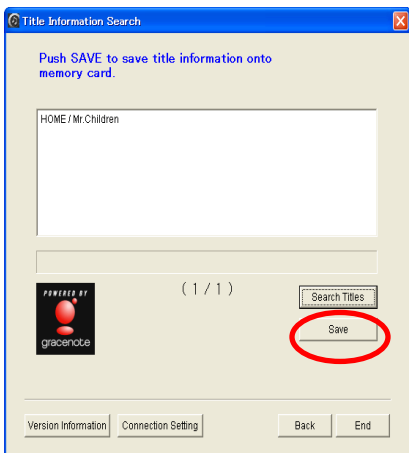 Title Information Search
Push SAVE to save title information onto
memory card.
HOME / Mr.Children
( 1 / 1 )
Search Titles
POWERED BY
gracenote
Save
Version Information
Connection Setting
Back
End